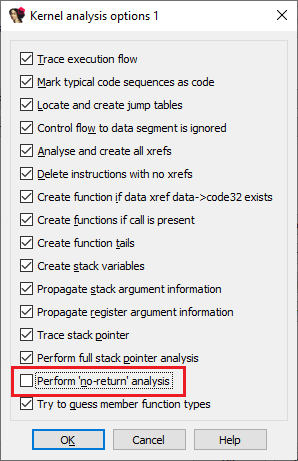 Kernel analysis options 1
Trace execution flow
Mark typical code sequences as code
Locate and create jump tables
Control flow to data segment is ignored
Analyse and create all xrefs
Delete instructions with no xrefs
Create function if data xref data->code32 exists
Create functions if call is present
Create function tails
Create stack variables
Propagate stack argument information
Propagate register argument information
Trace stack pointer
Perform full stack pointer analysis
Perform 'no-return' analysis
Try to guess member function types
OK Cancel Help